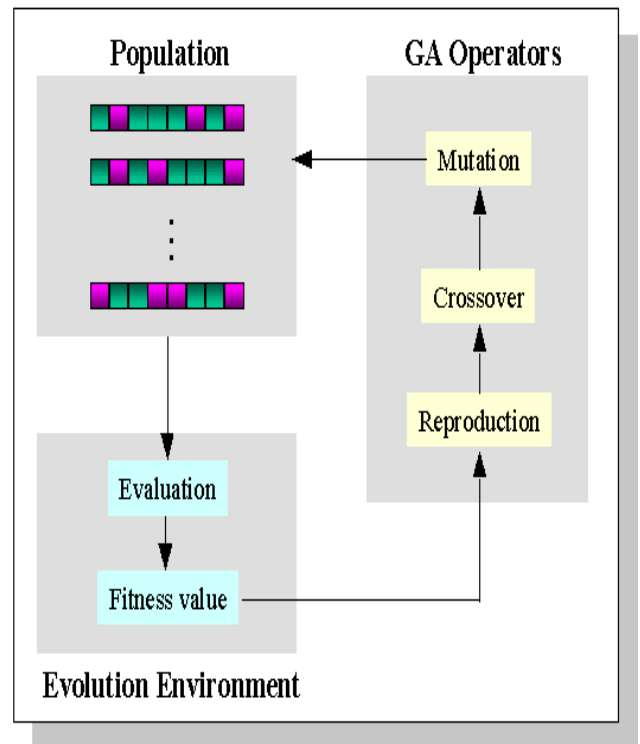 Population
GA Operators
Mutation
Crossover
Reproduction
Evaluation
Fitness value
Evolution Environment